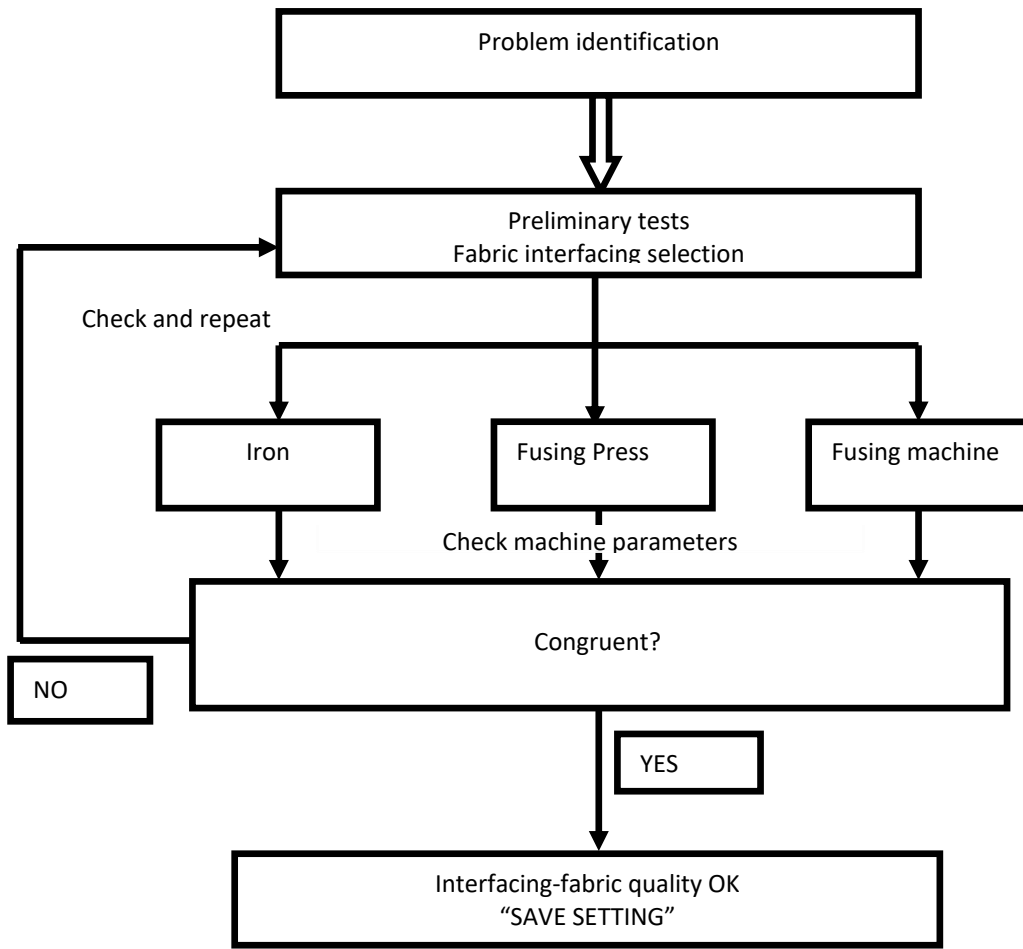 Problem identification
Preliminary tests
Fabric interfacing selection
Check and repeat
Iron
Fusing Press
Fusing machine
Check machine parameters
Congruent?
NO
YES
Interfacing-fabric quality OK
“SAVE SETTING”